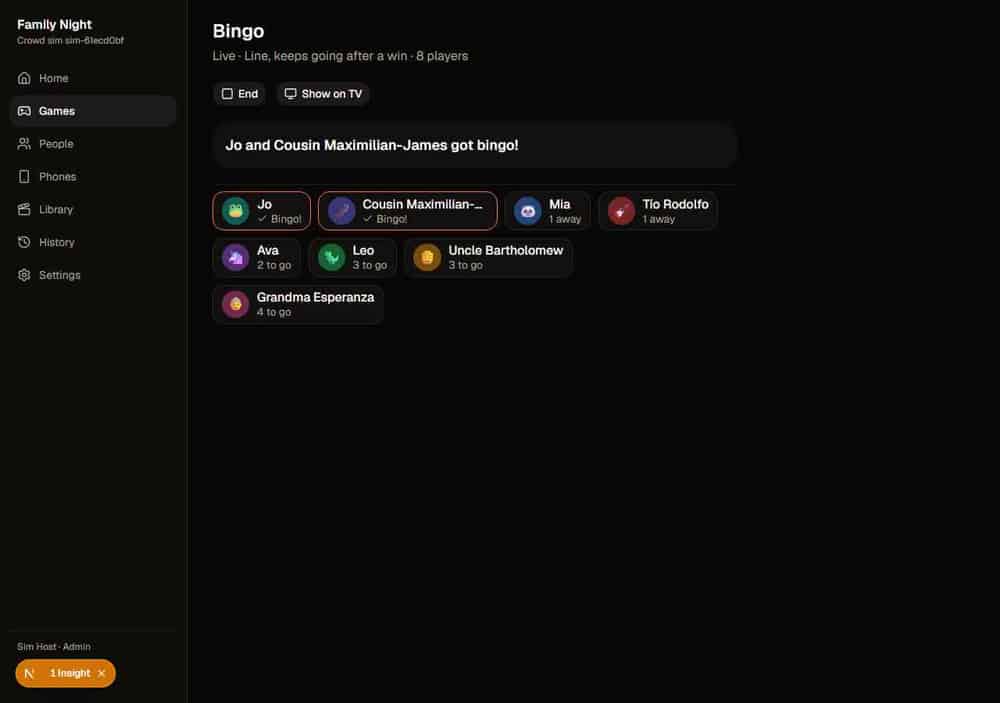 Family Night
Crowd sim sim-61ecd0bf
Home
Games
People
Phones
Library
History
Settings
Sim Host · Admin
1 Insight
Bingo
Live · Line, keeps going after a win · 8 players
End
Show on TV
Jo and Cousin Maximilian-James got bingo!
Jo
Bingo!
Cousin Maximilian-...
Bingo!
Mia
1 away
Tío Rodolfo
1 away
Ava
2 to go
Leo
3 to go
Uncle Bartholomew
3 to go
Grandma Esperanza
4 to go